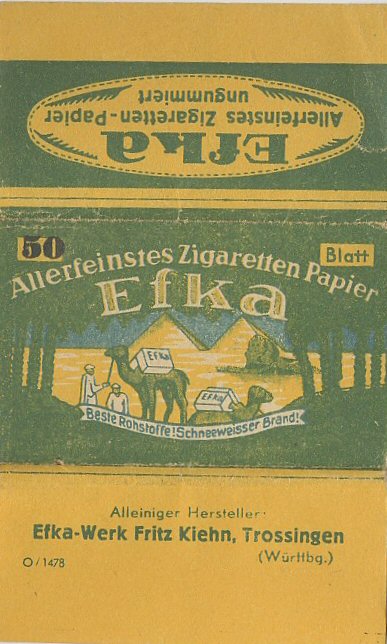 Efka
Allerfeinstes Zigaretten-Papier
ungummiert
50
Blatt
Allerfeinstes Zigaretten Papier
Efka
EFKA
EFKA
Beste Rohstoffe! Schneeweisser Brand!
Alleiniger Hersteller:
Efka-Werk Fritz Kiehn, Trossingen
(Württbg.)
O/1478